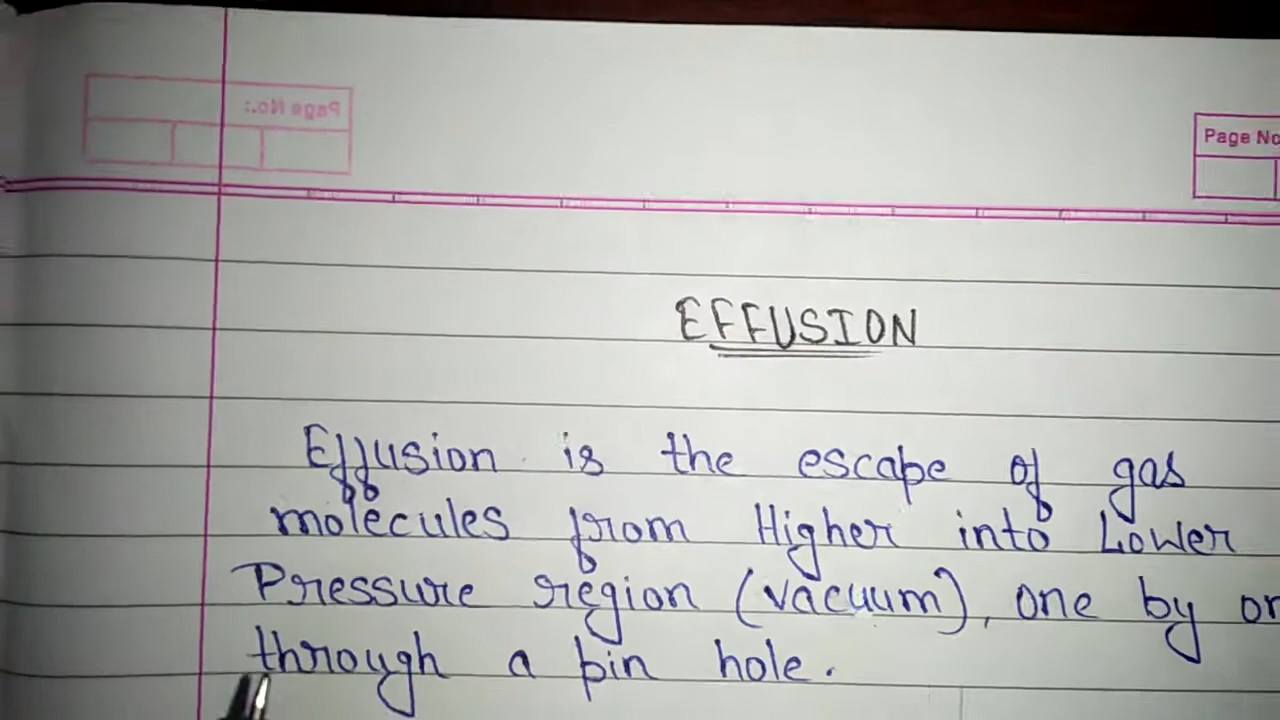 Page No.:
Page No
EFFUSION
Effusion is the escape of gas
molecules from Higher into Lower
Pressure region (vacuum), one by on
through a pin hole.